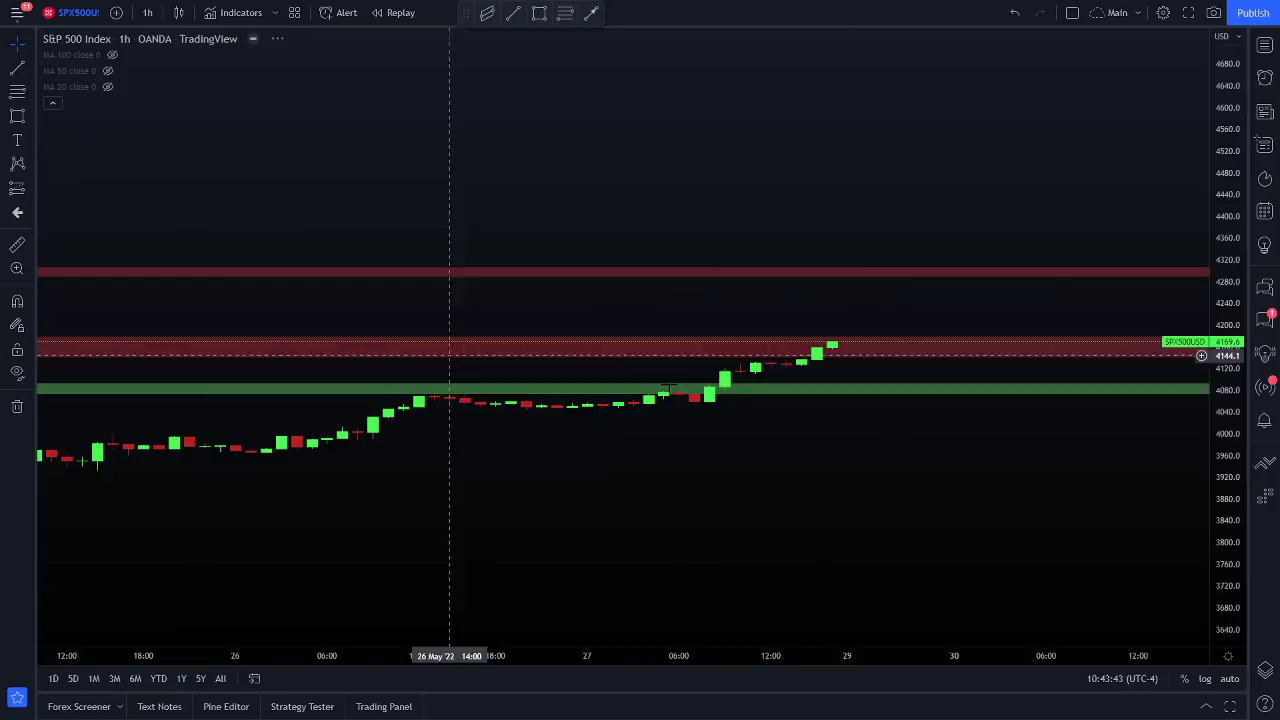 11
SPX500US
1h
Indicators
Alert
Replay
Main
Publish
S&P 500 Index · 1h · OANDA · TradingView
USD
MA 100 close 0
MA 50 close 0
MA 20 close 0
4680.0
4640.0
4600.0
4560.0
4520.0
4480.0
4440.0
4400.0
4360.0
4320.0
4280.0
4240.0
4200.0
SPX500USD 4169.6
4144.1
4120.0
4080.0
4040.0
4000.0
3960.0
3920.0
3880.0
3840.0
3800.0
3760.0
3720.0
3680.0
3640.0
1
12:00 18:00 26 06:00 26 May '22 14:00 18:00 27 06:00 12:00 29 30 06:00 12:00
1D 5D 1M 3M 6M YTD 1Y 5Y All
10:43:43 (UTC-4) % log auto
Forex Screener Text Notes Pine Editor Strategy Tester Trading Panel